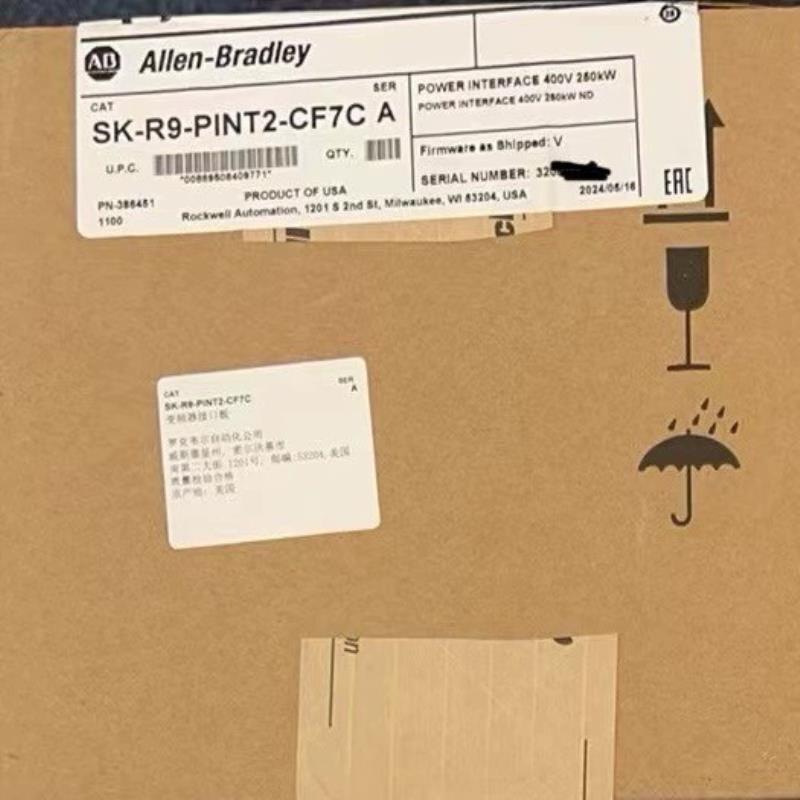 AB Allen-Bradley
CAT
SER
SK-R9-PINT2-CF7C A
U.P.C.
QTY.
PN-386451
1100
PRODUCT OF USA
Rockwell Automation, 1201 S 2nd St, Milwaukee, WI 53204, USA
POWER INTERFACE 400V 250kW
POWER INTERFACE 400V 250kW ND
Firmware as Shipped: V
SERIAL NUMBER: 320
2024/05/16
EAC
CAT
SER
SK-R9-PINT2-CF7C
A
变频器接口板
罗克韦尔自动化公司
威斯康星州, 密尔沃基市
南第二大街 1201号, 邮编:53204,美国
质量检验合格
原产地: 美国